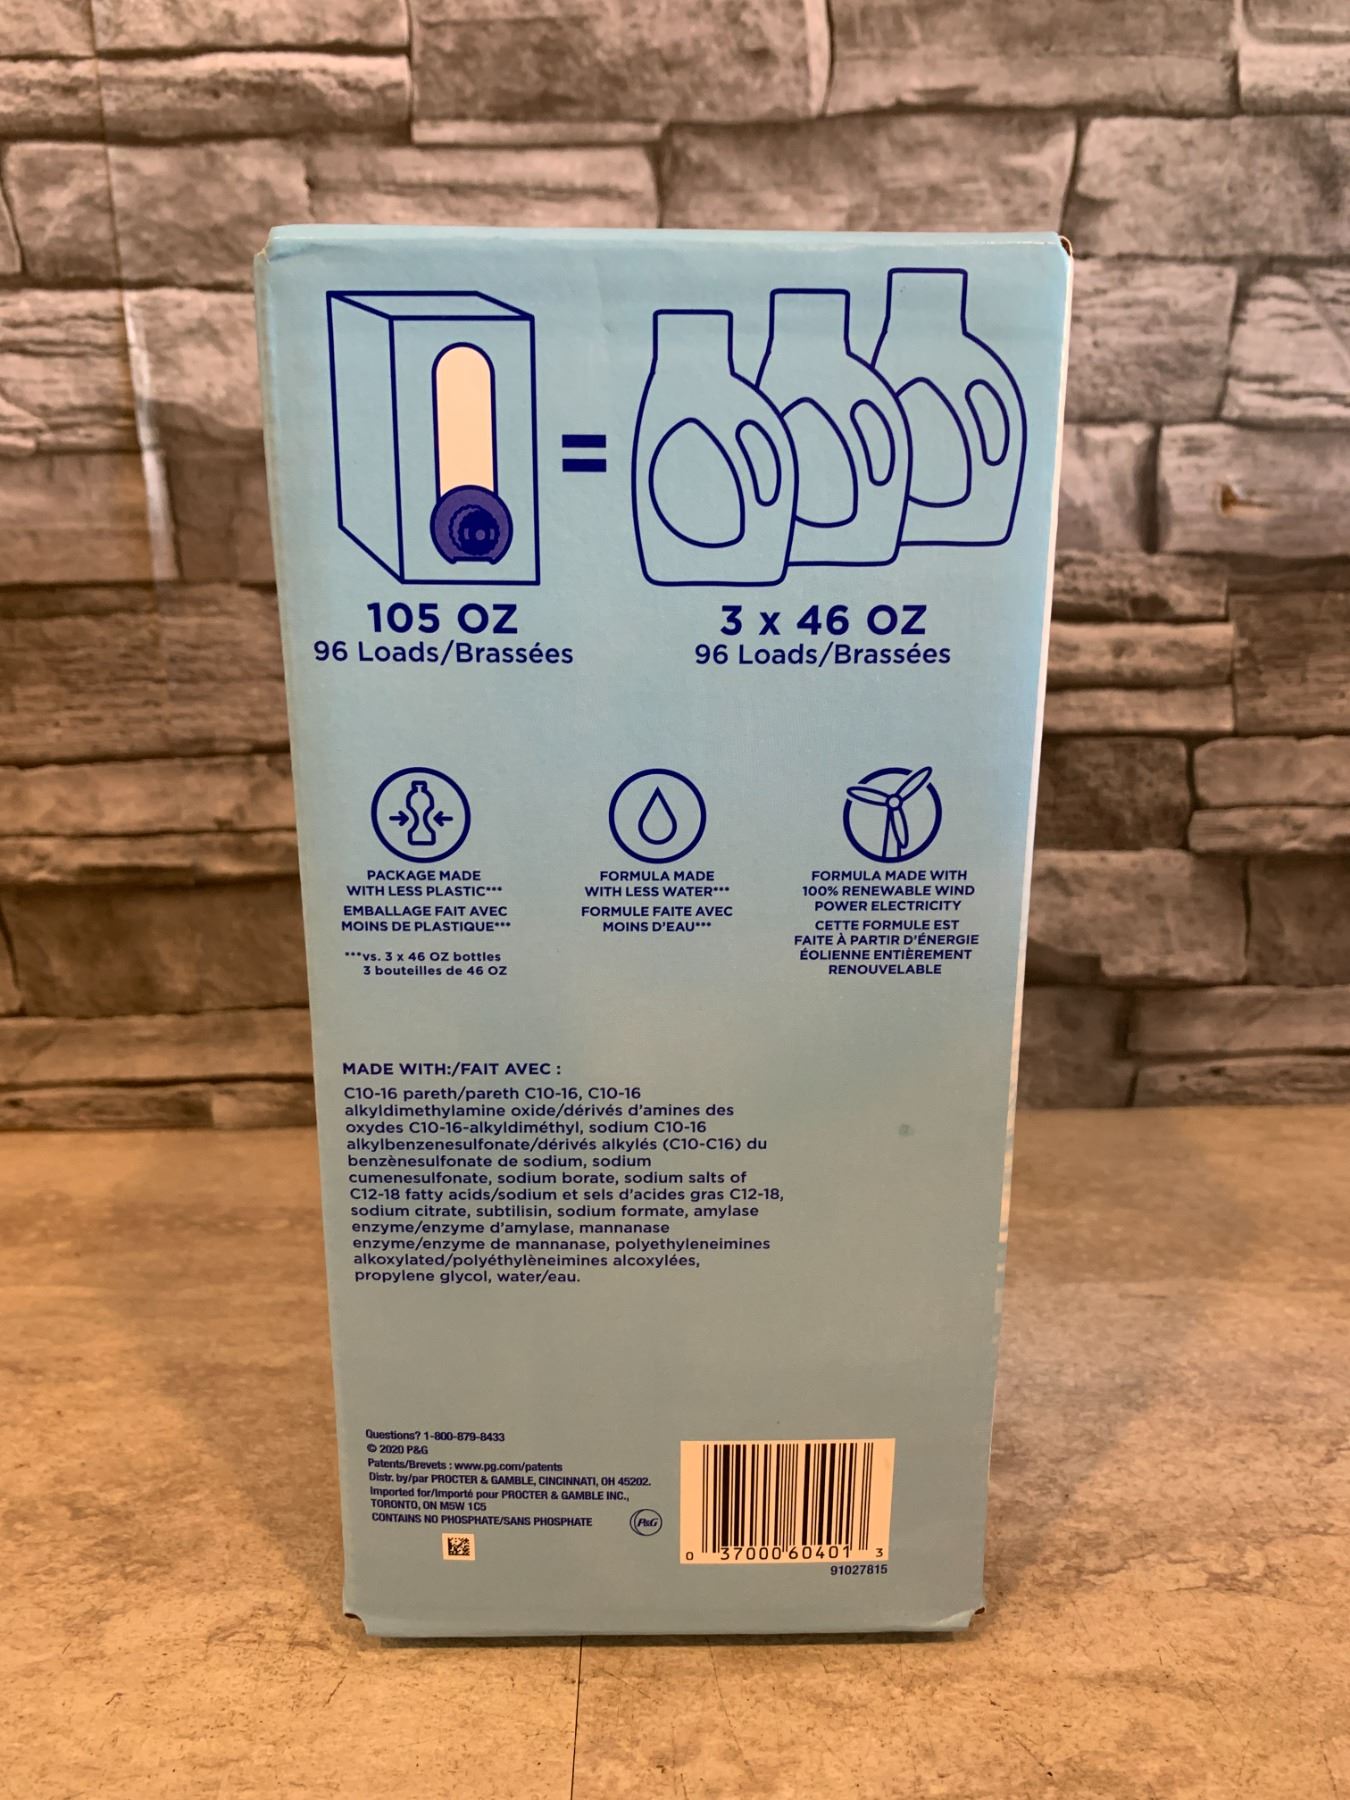 105 OZ
96 Loads/Brassées
3 x 46 OZ
96 Loads/Brassées
PACKAGE MADE
WITH LESS PLASTIC***
EMBALLAGE FAIT AVEC
MOINS DE PLASTIQUE***
***vs. 3 x 46 OZ bottles
3 bouteilles de 46 OZ
FORMULA MADE
WITH LESS WATER***
FORMULE FAITE AVEC
MOINS D'EAU***
FORMULA MADE WITH
100% RENEWABLE WIND
POWER ELECTRICITY
CETTE FORMULE EST
FAITE À PARTIR D'ÉNERGIE
ÉOLIENNE ENTIÈREMENT
RENOUVELABLE
MADE WITH:/FAIT AVEC :
C10-16 pareth/pareth C10-16, C10-16
alkyldimethylamine oxide/dérivés d'amines des
oxydes C10-16-alkyldiméthyl, sodium C10-16
alkylbenzenesulfonate/dérivés alkylés (C10-C16) du
benzènesulfonate de sodium, sodium
cumenesulfonate, sodium borate, sodium salts of
C12-18 fatty acids/sodium et sels d'acides gras C12-18,
sodium citrate, subtilisin, sodium formate, amylase
enzyme/enzyme d'amylase, mannanase
enzyme/enzyme de mannanase, polyethyleneimines
alkoxylated/polyéthylèneimines alcoxylées,
propylene glycol, water/eau.
Questions? 1-800-879-8433
© 2020 P&G
Patents/Brevets : www.pg.com/patents
Distr. by/par PROCTER & GAMBLE, CINCINNATI, OH 45202.
Imported for/Importé pour PROCTER & GAMBLE INC.,
TORONTO, ON M5W 1C5
CONTAINS NO PHOSPHATE/SANS PHOSPHATE
P&G
0 37000 60401 3
91027815